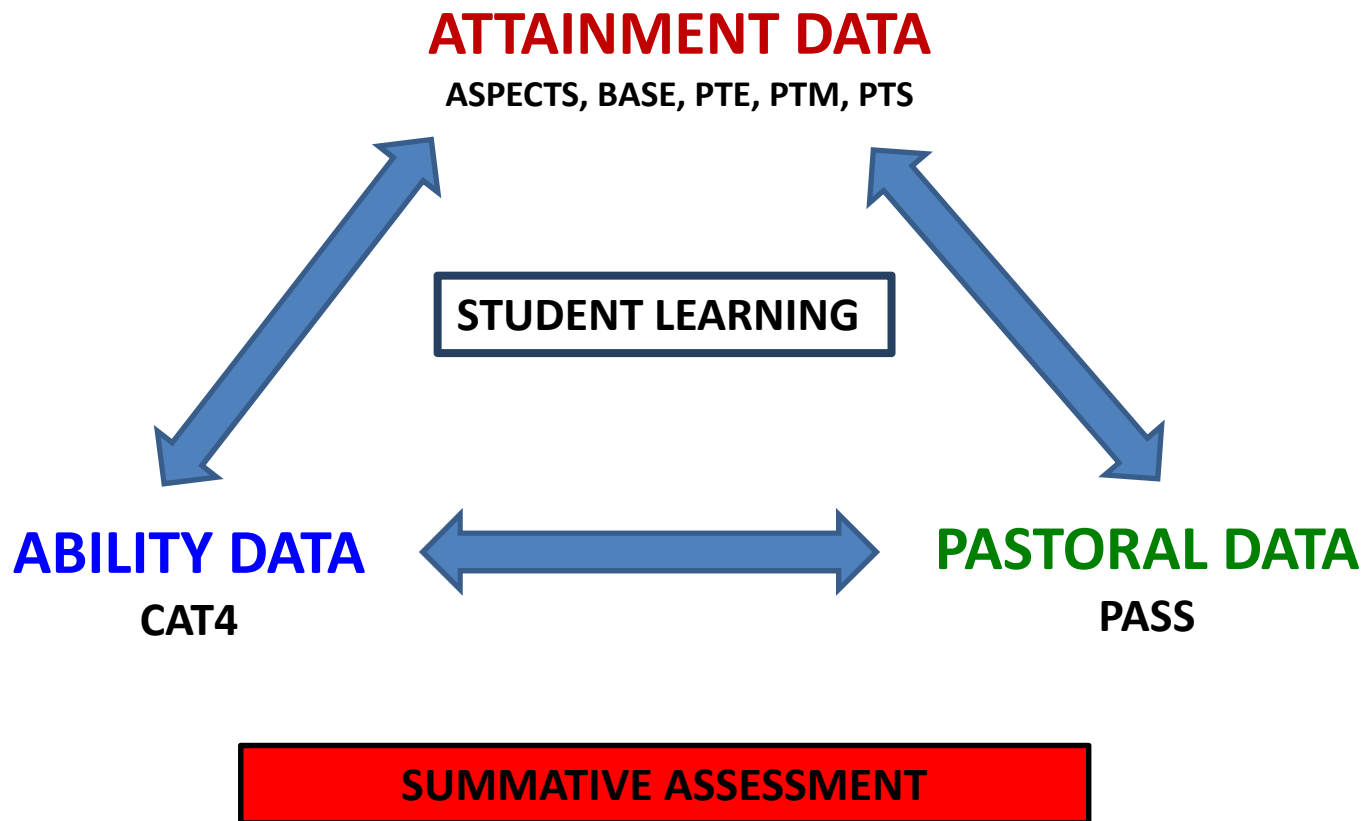 ATTAINMENT DATA
ASPECTS, BASE, PTE, PTM, PTS
STUDENT LEARNING
ABILITY DATA
CAT4
PASTORAL DATA
PASS
SUMMATIVE ASSESSMENT